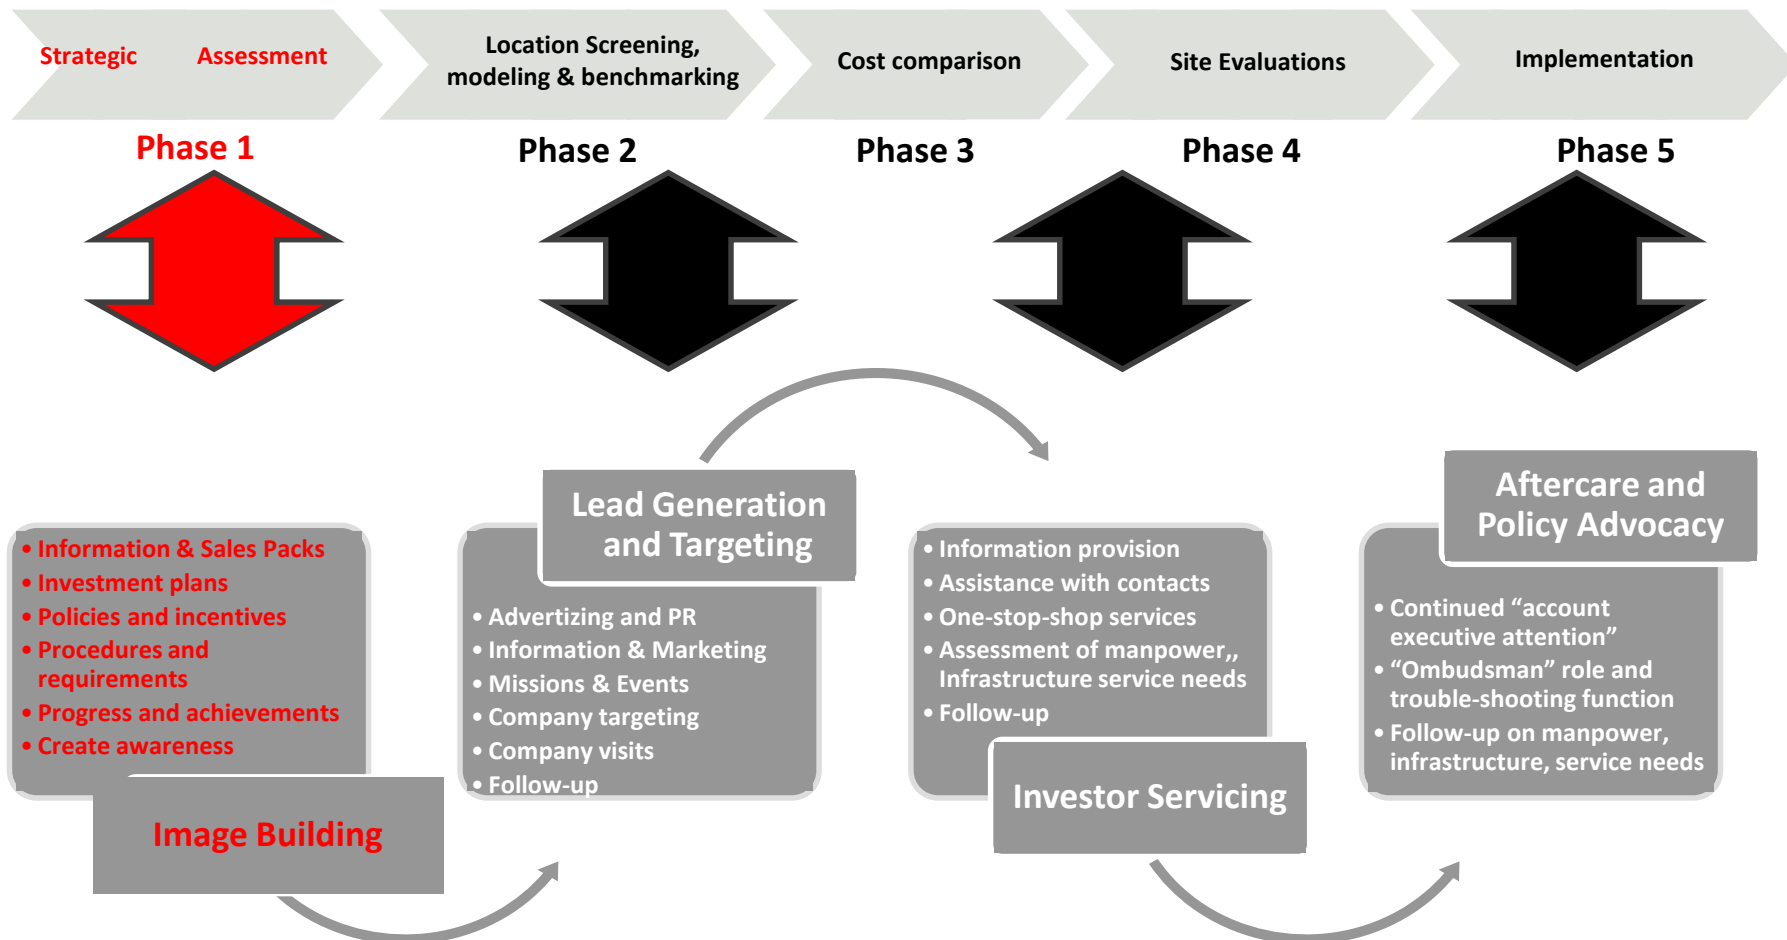 Strategic Assessment
Location Screening,
modeling & benchmarking
Cost comparison
Site Evaluations
Implementation
Phase 1
Phase 2
Phase 3
Phase 4
Phase 5
• Information & Sales Packs
• Investment plans
• Policies and incentives
• Procedures and
requirements
• Progress and achievements
• Create awareness
Image Building
Lead Generation
and Targeting
• Advertizing and PR
• Information & Marketing
• Missions & Events
• Company targeting
• Company visits
• Follow-up
• Information provision
• Assistance with contacts
• One-stop-shop services
• Assessment of manpower,,
Infrastructure service needs
• Follow-up
Investor Servicing
Aftercare and
Policy Advocacy
• Continued “account
executive attention”
• “Ombudsman” role and
trouble-shooting function
• Follow-up on manpower,
infrastructure, service needs